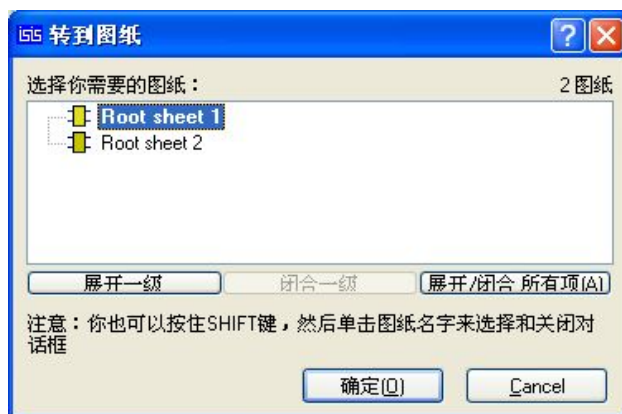 isis 转到图纸
选择你需要的图纸： 2 图纸
Root sheet 1
Root sheet 2
展开一级 闭合一级 展开/闭合 所有项(A)
注意：你也可以按住SHIFT键，然后单击图纸名字来选择和关闭对
话框
确定(O) Cancel